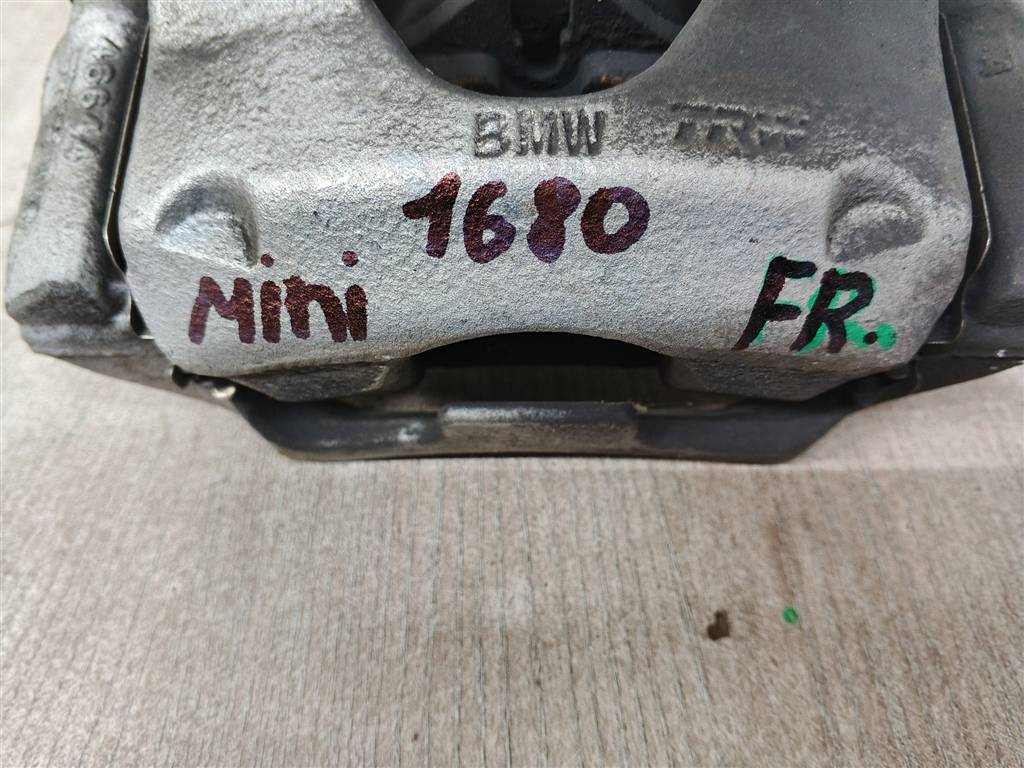 BMW TRW
1680
Mini FR.
A